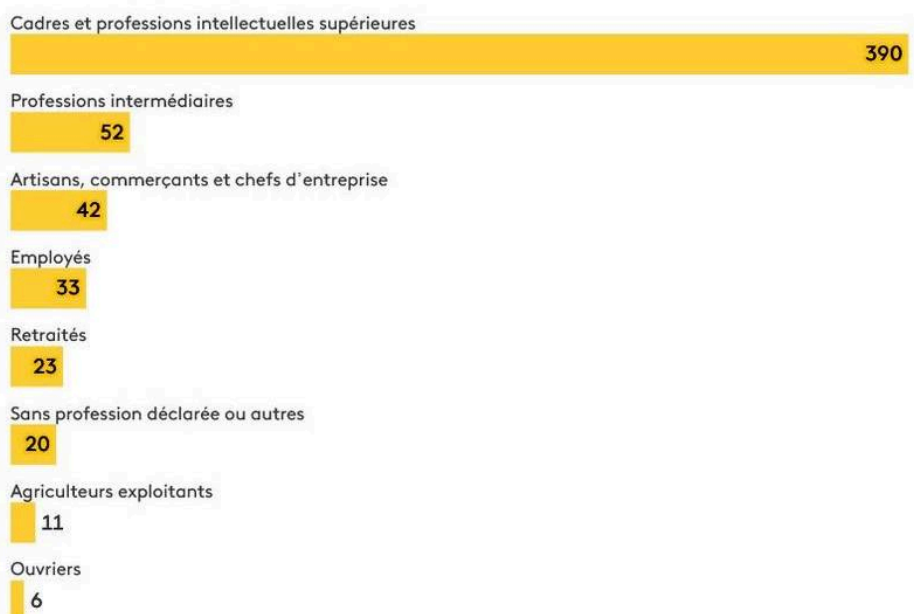 Cadres et professions intellectuelles supérieures
390
Professions intermédiaires
52
Artisans, commerçants et chefs d'entreprise
42
Employés
33
Retraités
23
Sans profession déclarée ou autres
20
Agriculteurs exploitants
11
Ouvriers
6